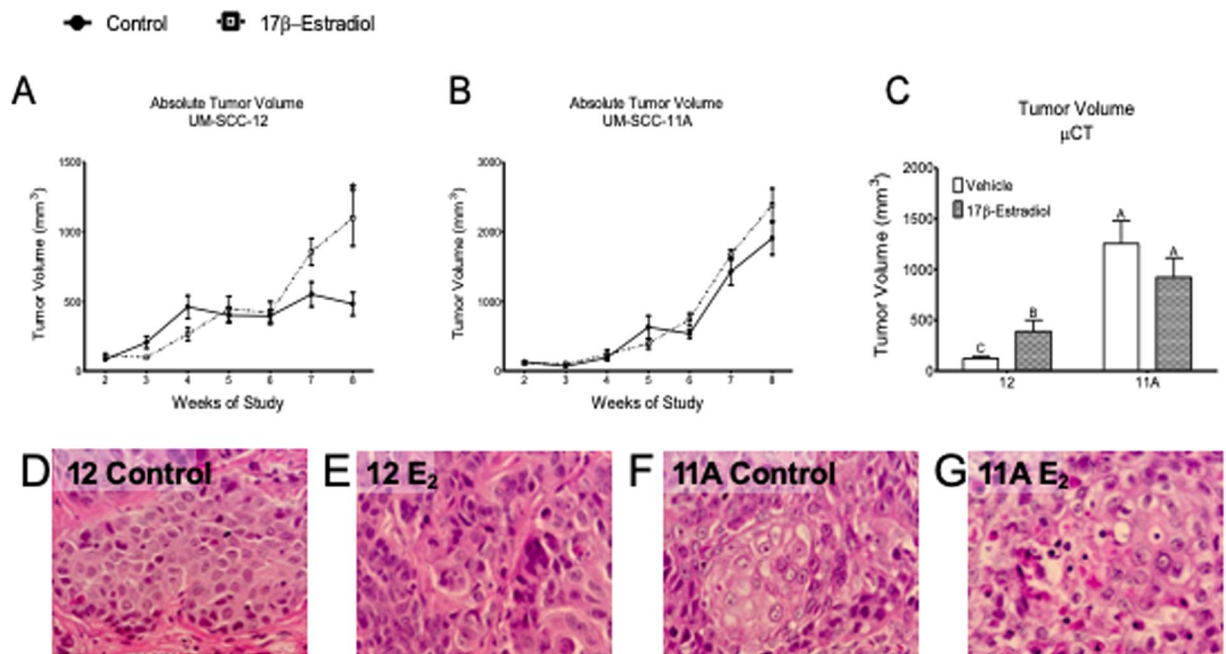 Control
17β–Estradiol
A
Absolute Tumor Volume
UM-SCC-12
Tumor Volume (mm³)
1500
1000
500
0
2 3 4 5 6 7 8
Weeks of Study
B
Absolute Tumor Volume
UM-SCC-11A
Tumor Volume (mm³)
3000
2000
1000
0
2 3 4 5 6 7 8
Weeks of Study
C
Tumor Volume
μCT
Tumor Volume (mm³)
2000
1500
1000
500
0
Vehicle
17β-Estradiol
C
B
A
A
12
11A
D 12 Control
E 12 E₂
F 11A Control
G 11A E₂